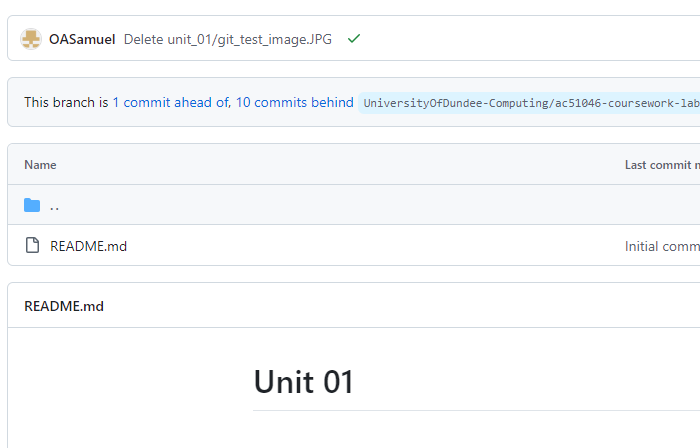 OASamuel Delete unit_01/git_test_image.JPG
This branch is 1 commit ahead of, 10 commits behind UniversityOfDundee-Computing/ac51046-coursework-lab
Name Last commit
..
README.md Initial comm
README.md
Unit 01